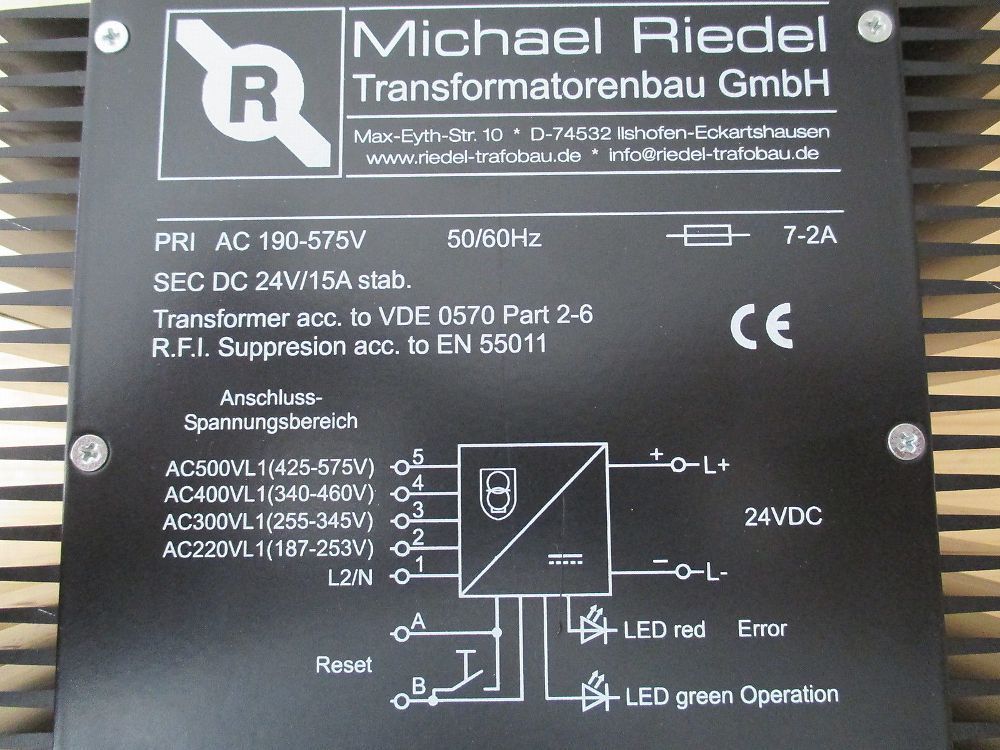 R
Michael Riedel
Transformatorenbau GmbH
Max-Eyth-Str. 10 * D-74532 Ilshofen-Eckartshausen
www.riedel-trafobau.de * info@riedel-trafobau.de
PRI AC 190-575V 50/60Hz 7-2A
SEC DC 24V/15A stab.
Transformer acc. to VDE 0570 Part 2-6
R.F.I. Suppresion acc. to EN 55011
CE
Anschluss-
Spannungsbereich
AC500VL1(425-575V) 5 + L+
AC400VL1(340-460V) 4
AC300VL1(255-345V) 3 24VDC
AC220VL1(187-253V) 2
L2/N 1 − L-
A LED red Error
Reset
B LED green Operation